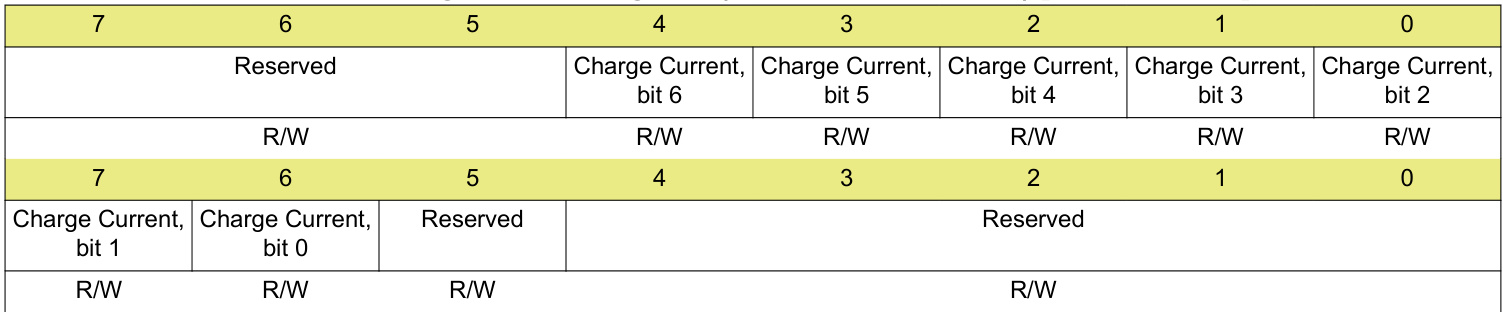 7 6 5 4 3 2 1 0
Reserved Charge Current, Charge Current, Charge Current, Charge Current, Charge Current,
bit 6 bit 5 bit 4 bit 3 bit 2
R/W R/W R/W R/W R/W R/W
7 6 5 4 3 2 1 0
Charge Current, Charge Current, Reserved Reserved
bit 1 bit 0
R/W R/W R/W R/W